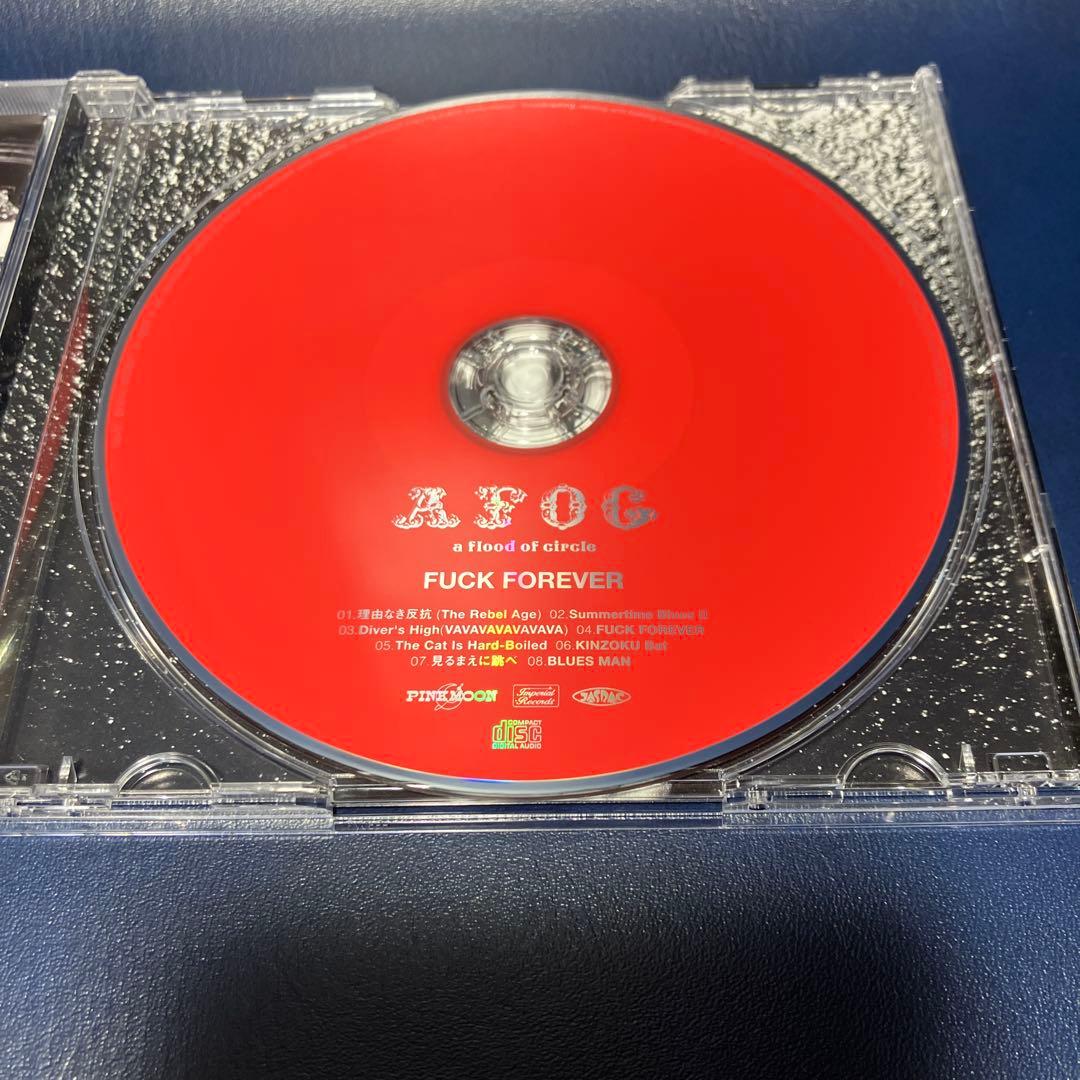 AFOC
a flood of circle
FUCK FOREVER
01.理由なき反抗 (The Rebel Age) 02.Summertime Blues II
03.Diver's High(VAVAVAVAVAVAVA) 04.FUCK FOREVER
05.The Cat Is Hard-Boiled 06.KINZOKU Bat
07.見るまえに跳べ 08.BLUES MAN
PINK MOON Imperial Records JASRAC
COMPACT
disc
DIGITAL AUDIO